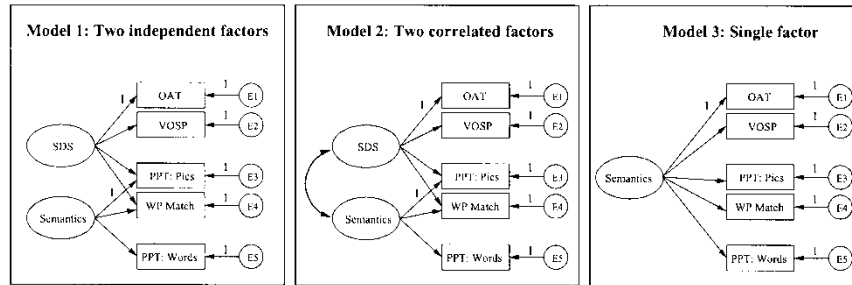 Model 1: Two independent factors
1
OAT
1
E1
VOSP
1
E2
SDS
PPT: Pics
1
E3
1
Semantics
WP Match
1
E4
PPT: Words
1
E5
Model 2: Two correlated factors
1
OAT
1
E1
VOSP
1
E2
SDS
PPT: Pics
1
E3
1
Semantics
WP Match
1
E4
PPT: Words
1
E5
Model 3: Single factor
1
OAT
1
E1
VOSP
1
E2
Semantics
PPT: Pics
1
E3
WP Match
1
E4
PPT: Words
1
E5